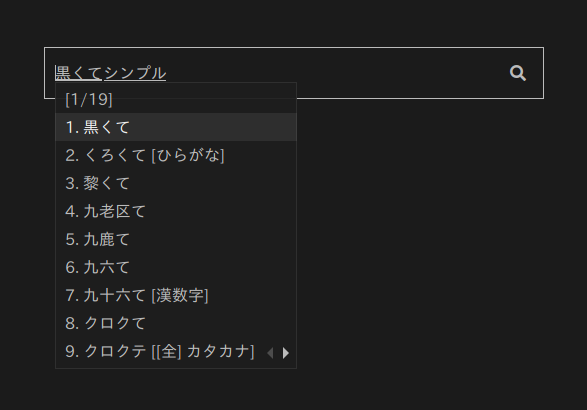 黒くてシンプル
[1/19]
1. 黒くて
2. くろくて [ひらがな]
3. 黎くて
4. 九老区て
5. 九鹿て
6. 九六て
7. 九十六て [漢数字]
8. クロクて
9. クロクテ [[全] カタカナ]